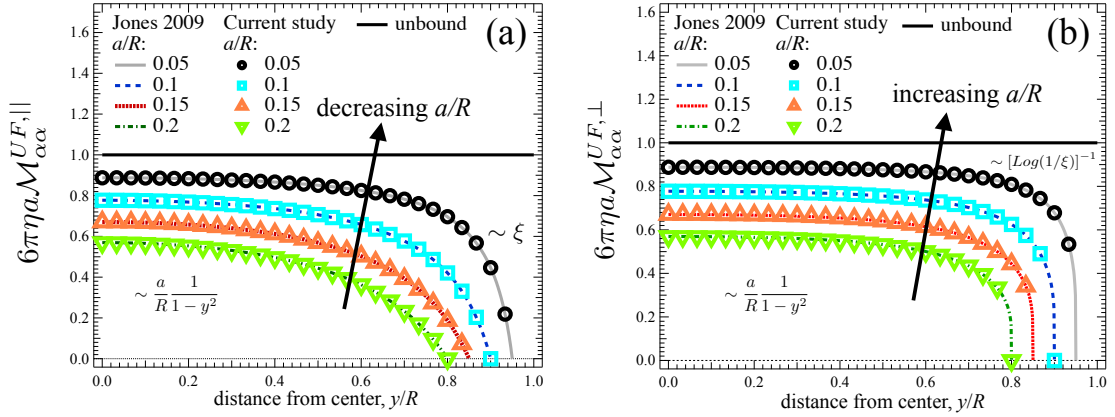 (a)
Jones 2009
a/R:
0.05
0.1
0.15
0.2
Current study
a/R:
0.05
0.1
0.15
0.2
unbound
decreasing a/R
~ ξ
~ a/R 1/(1 − y²)
6πηaM_αα^{UF,||}
1.6
1.4
1.2
1.0
0.8
0.6
0.4
0.2
0.0
0.0 0.2 0.4 0.6 0.8 1.0
distance from center, y/R
(b)
Jones 2009
a/R:
0.05
0.1
0.15
0.2
Current study
a/R:
0.05
0.1
0.15
0.2
unbound
increasing a/R
~ [Log(1/ξ)]⁻¹
~ a/R 1/(1 − y²)
6πηaM_αα^{UF,⊥}
1.6
1.4
1.2
1.0
0.8
0.6
0.4
0.2
0.0
0.0 0.2 0.4 0.6 0.8 1.0
distance from center, y/R